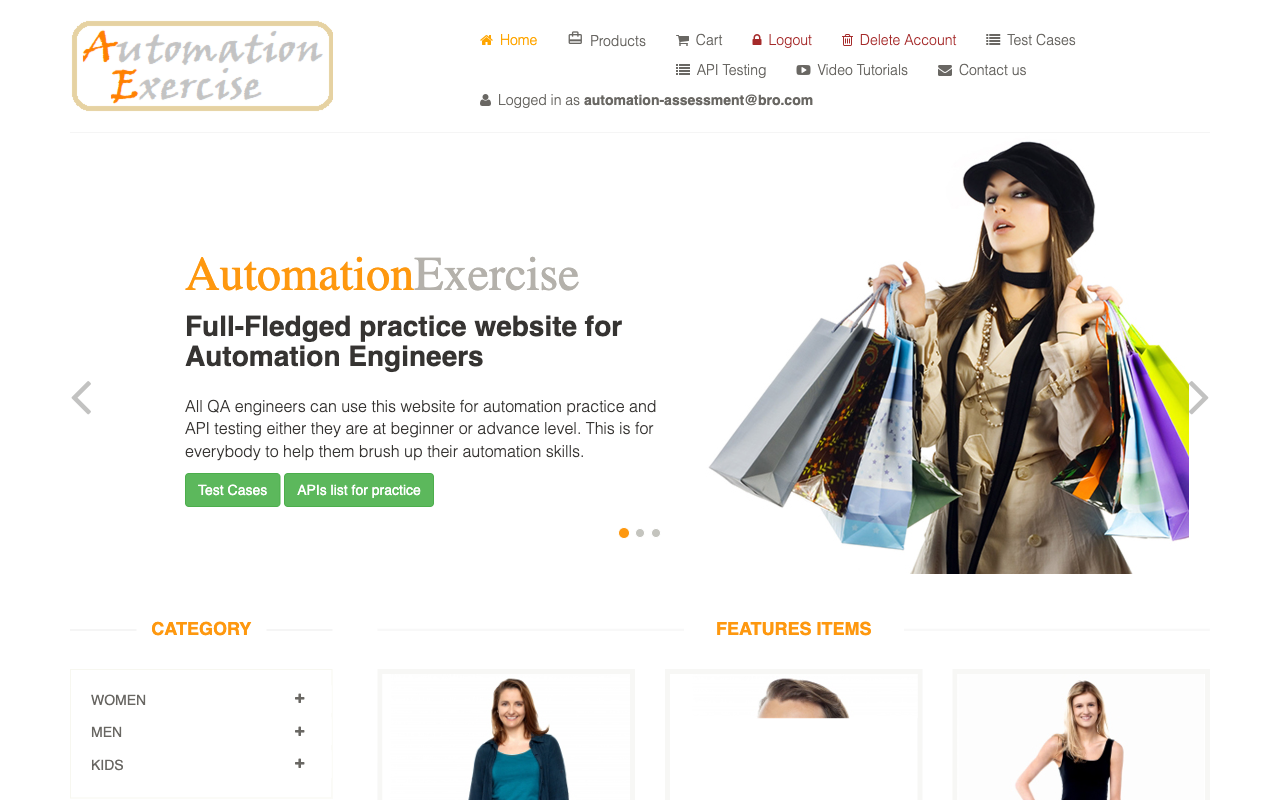 Automation
Exercise
Home Products Cart Logout Delete Account Test Cases
API Testing Video Tutorials Contact us
Logged in as automation-assessment@bro.com
AutomationExercise
Full-Fledged practice website for
Automation Engineers
All QA engineers can use this website for automation practice and
API testing either they are at beginner or advance level. This is for
everybody to help them brush up their automation skills.
Test Cases APIs list for practice
CATEGORY
WOMEN
MEN
KIDS
FEATURES ITEMS